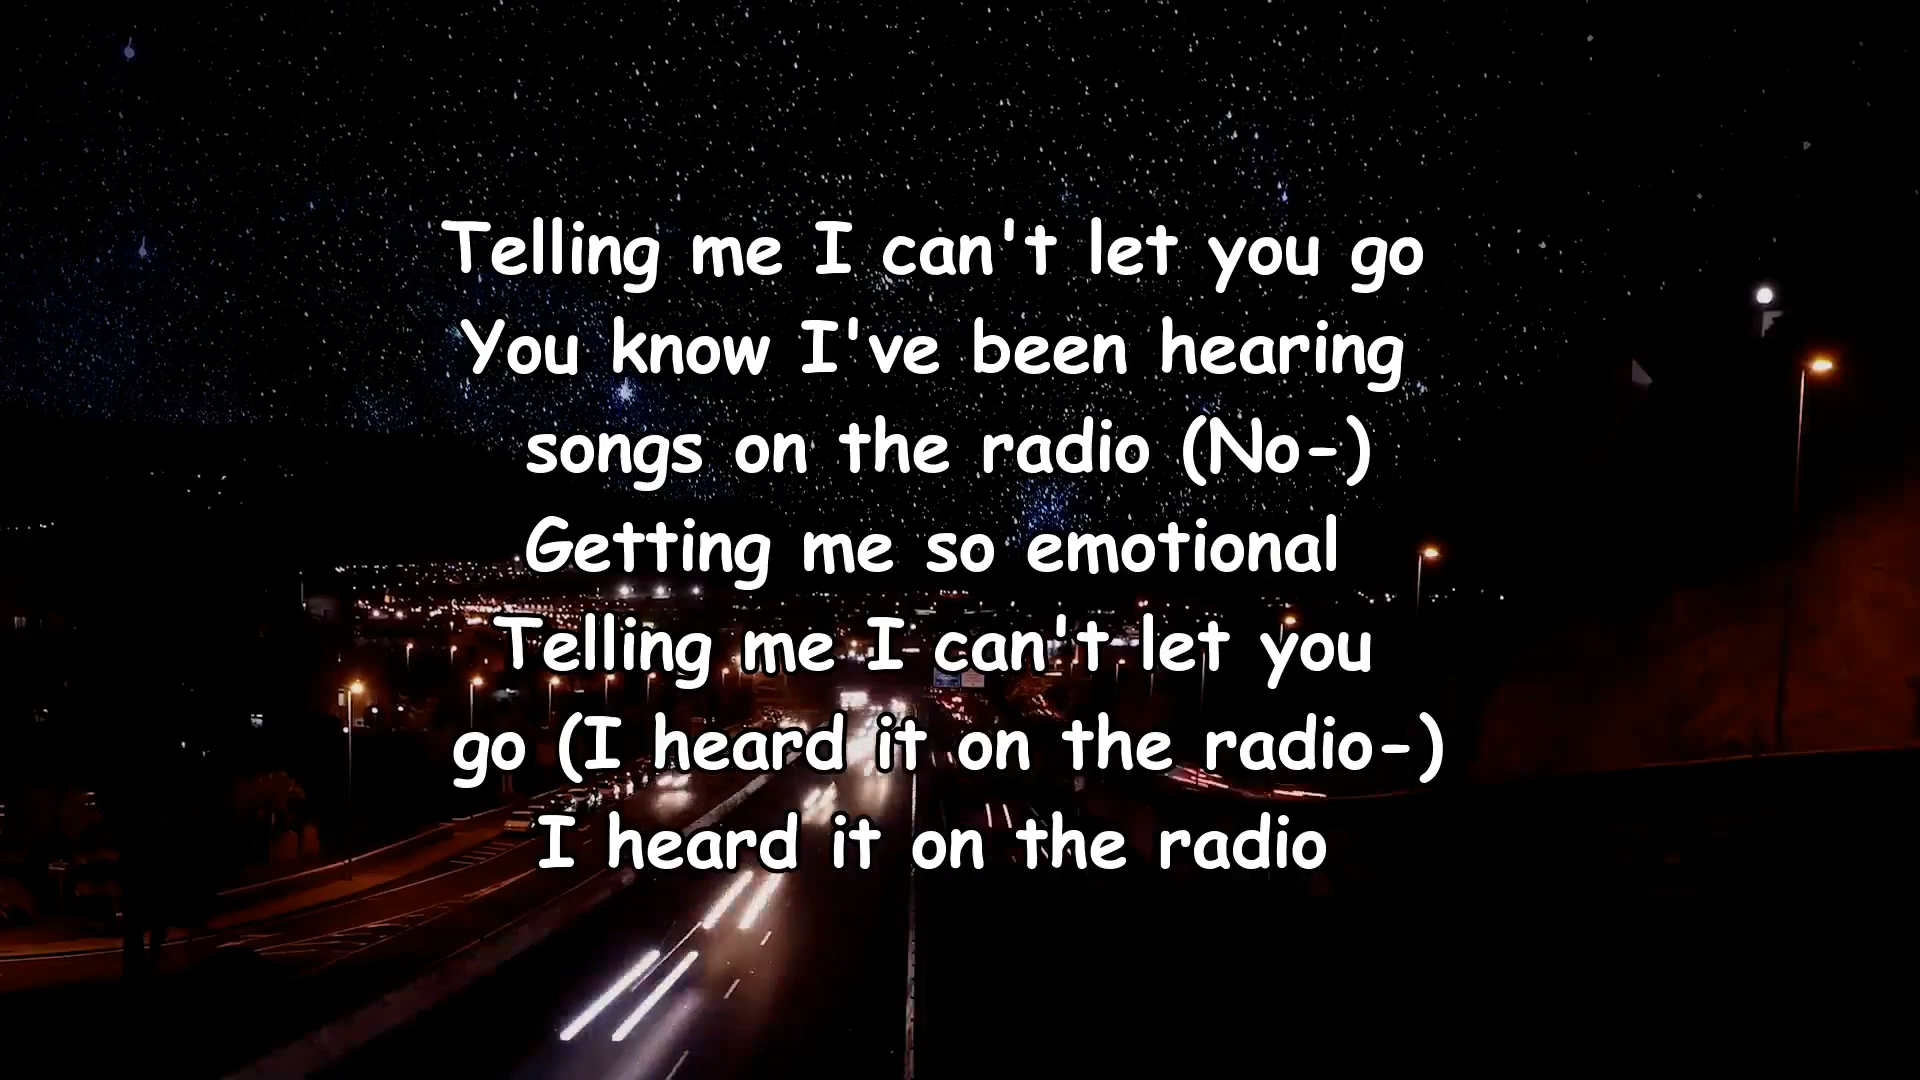 Telling me I can't let you go
You know I've been hearing
songs on the radio (No-)
Getting me so emotional
Telling me I can't let you
go (I heard it on the radio-)
I heard it on the radio